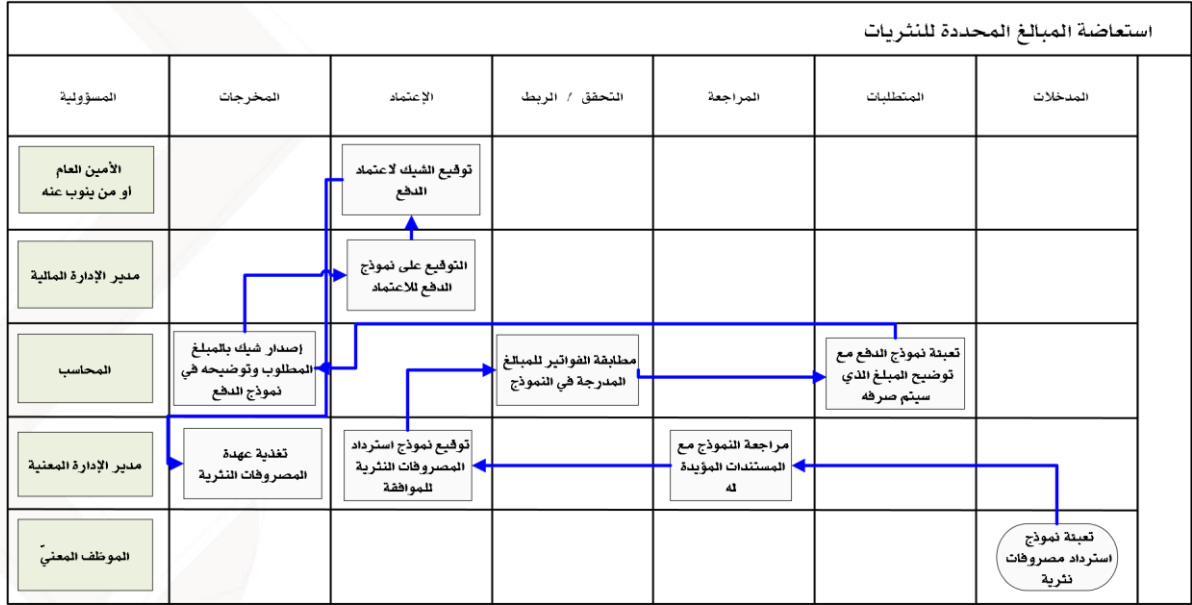 استعاضة المبالغ المحددة للنثريات
المدخلات
المتطلبات
المراجعة
التحقق / الربط
الإعتماد
المخرجات
المسؤولية
توقيع الشيك لاعتماد
الدفع
الأمين العام
او من ينوب عنه
التوقيع على نموذج
الدفع للاعتماد
مدير الإدارة المالية
تعبئة نموذج الدفع مع
توضيح المبلغ الذي
سيتم صرفه
مطابقة الفواتير للمبالغ
المدرجة في النموذج
إصدار شيك بالمبلغ
المطلوب وتوضيحه في
نموذج الدفع
المحاسب
مراجعة النموذج مع
المستندات المؤيدة
له
توقيع نموذج استرداد
المصروفات النثرية
للموافقة
تغذية عهدة
المصروفات النثرية
مدير الإدارة المعنية
تعبئة نموذج
استرداد مصروفات
نثرية
الموظف المعنيّ